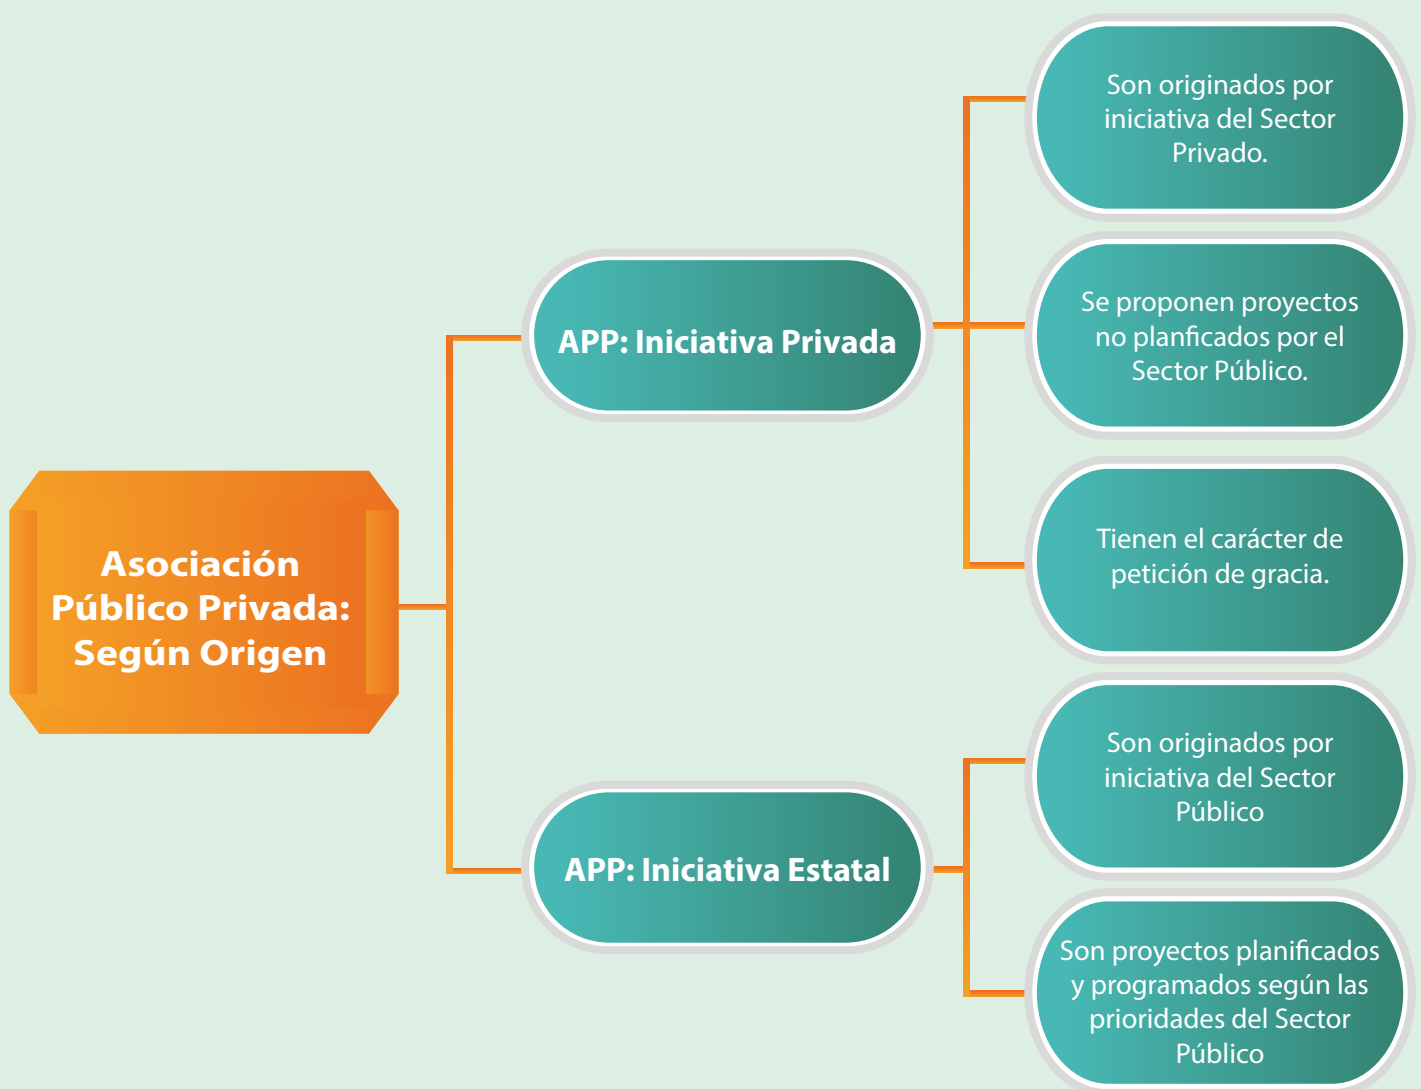 Asociación
Público Privada:
Según Origen
APP: Iniciativa Privada
Son originados por
iniciativa del Sector
Privado.
Se proponen proyectos
no planficados por el
Sector Público.
Tienen el carácter de
petición de gracia.
APP: Iniciativa Estatal
Son originados por
iniciativa del Sector
Público
Son proyectos planificados
y programados según las
prioridades del Sector
Público